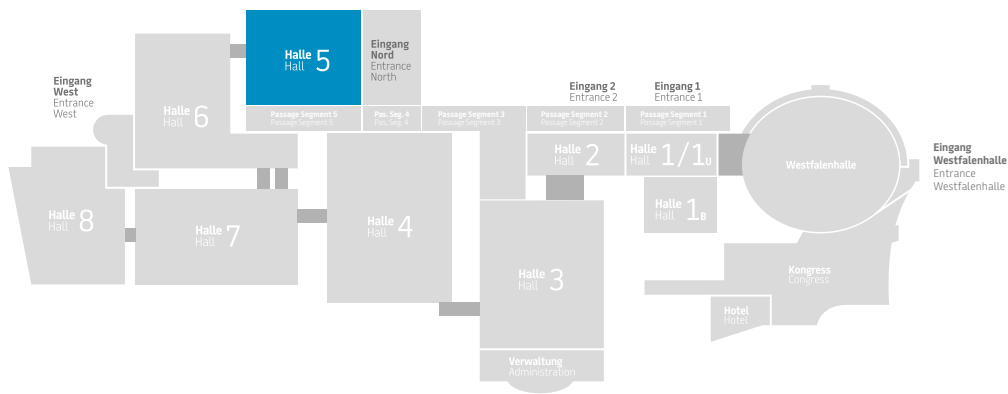 Halle
Hall 5
Eingang
Nord
Entrance
North
Eingang
West
Entrance
West
Halle
Hall 6
Eingang 2
Entrance 2
Eingang 1
Entrance 1
Passage Segment 5
Passage Segment 5
Pas. Seg. 4
Pas. Seg. 4
Passage Segment 3
Passage Segment 3
Passage Segment 2
Passage Segment 2
Passage Segment 1
Passage Segment 1
Halle
Hall 2
Halle
Hall 1/1U
Westfalenhalle
Eingang
Westfalenhalle
Entrance
Westfalenhalle
Halle
Hall 1B
Halle
Hall 8
Halle
Hall 7
Halle
Hall 4
Halle
Hall 3
Kongress
Congress
Hotel
Hotel
Verwaltung
Administration